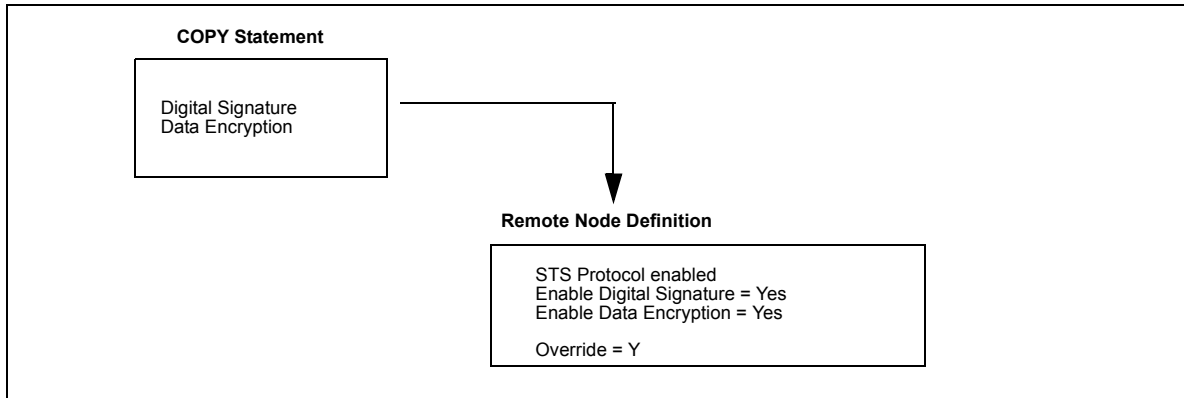 COPY Statement
Digital Signature
Data Encryption
Remote Node Definition
STS Protocol enabled
Enable Digital Signature = Yes
Enable Data Encryption = Yes
Override = Y